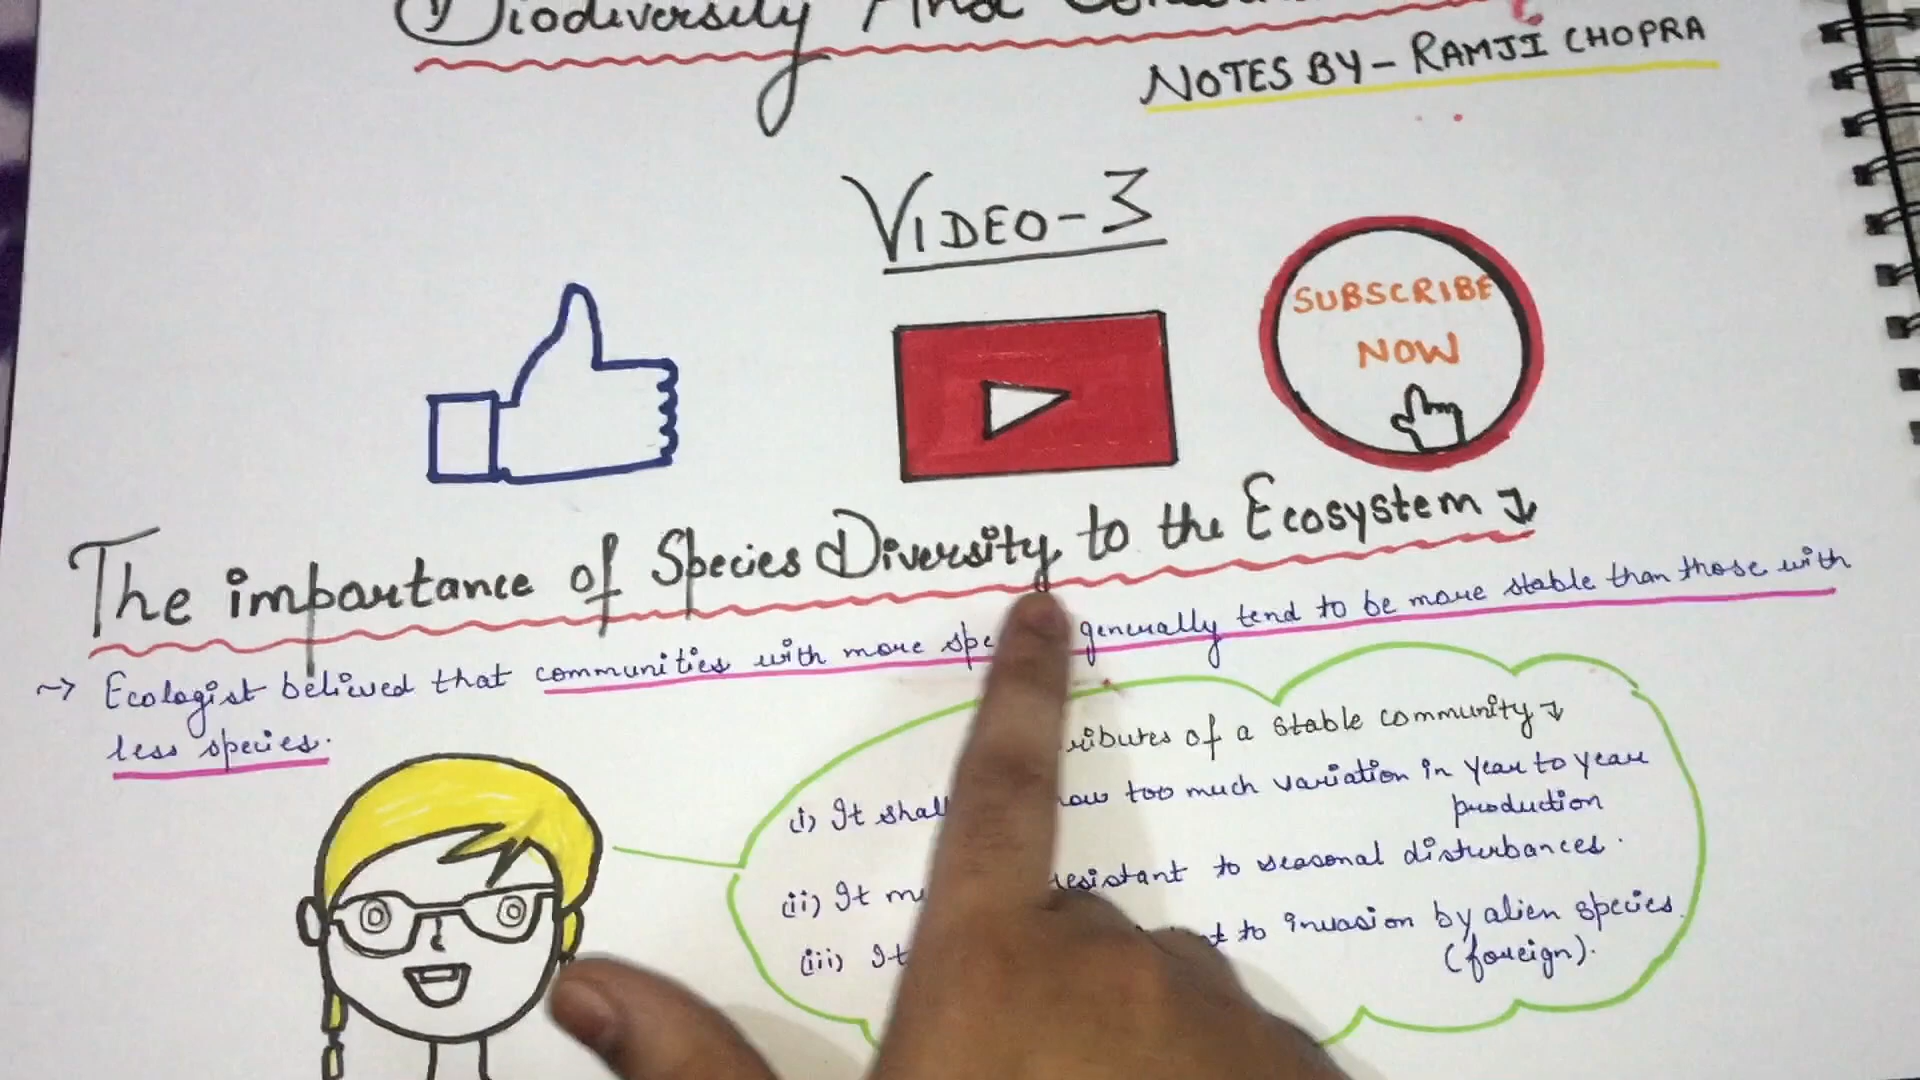 1) Biodiversity And
NOTES BY - RAMJI CHOPRA
VIDEO-3
SUBSCRIBE
NOW
The importance of Species Diversity to the Ecosystem ↴
~> Ecologist believed that communities with more generally tend to be more stable than those with
less species.
of a stable community ↴
(i) It shall too much variation in year to year
production
(ii) It resistant to seasonal disturbances.
(iii) It to invasion by alien species.
(foreign).